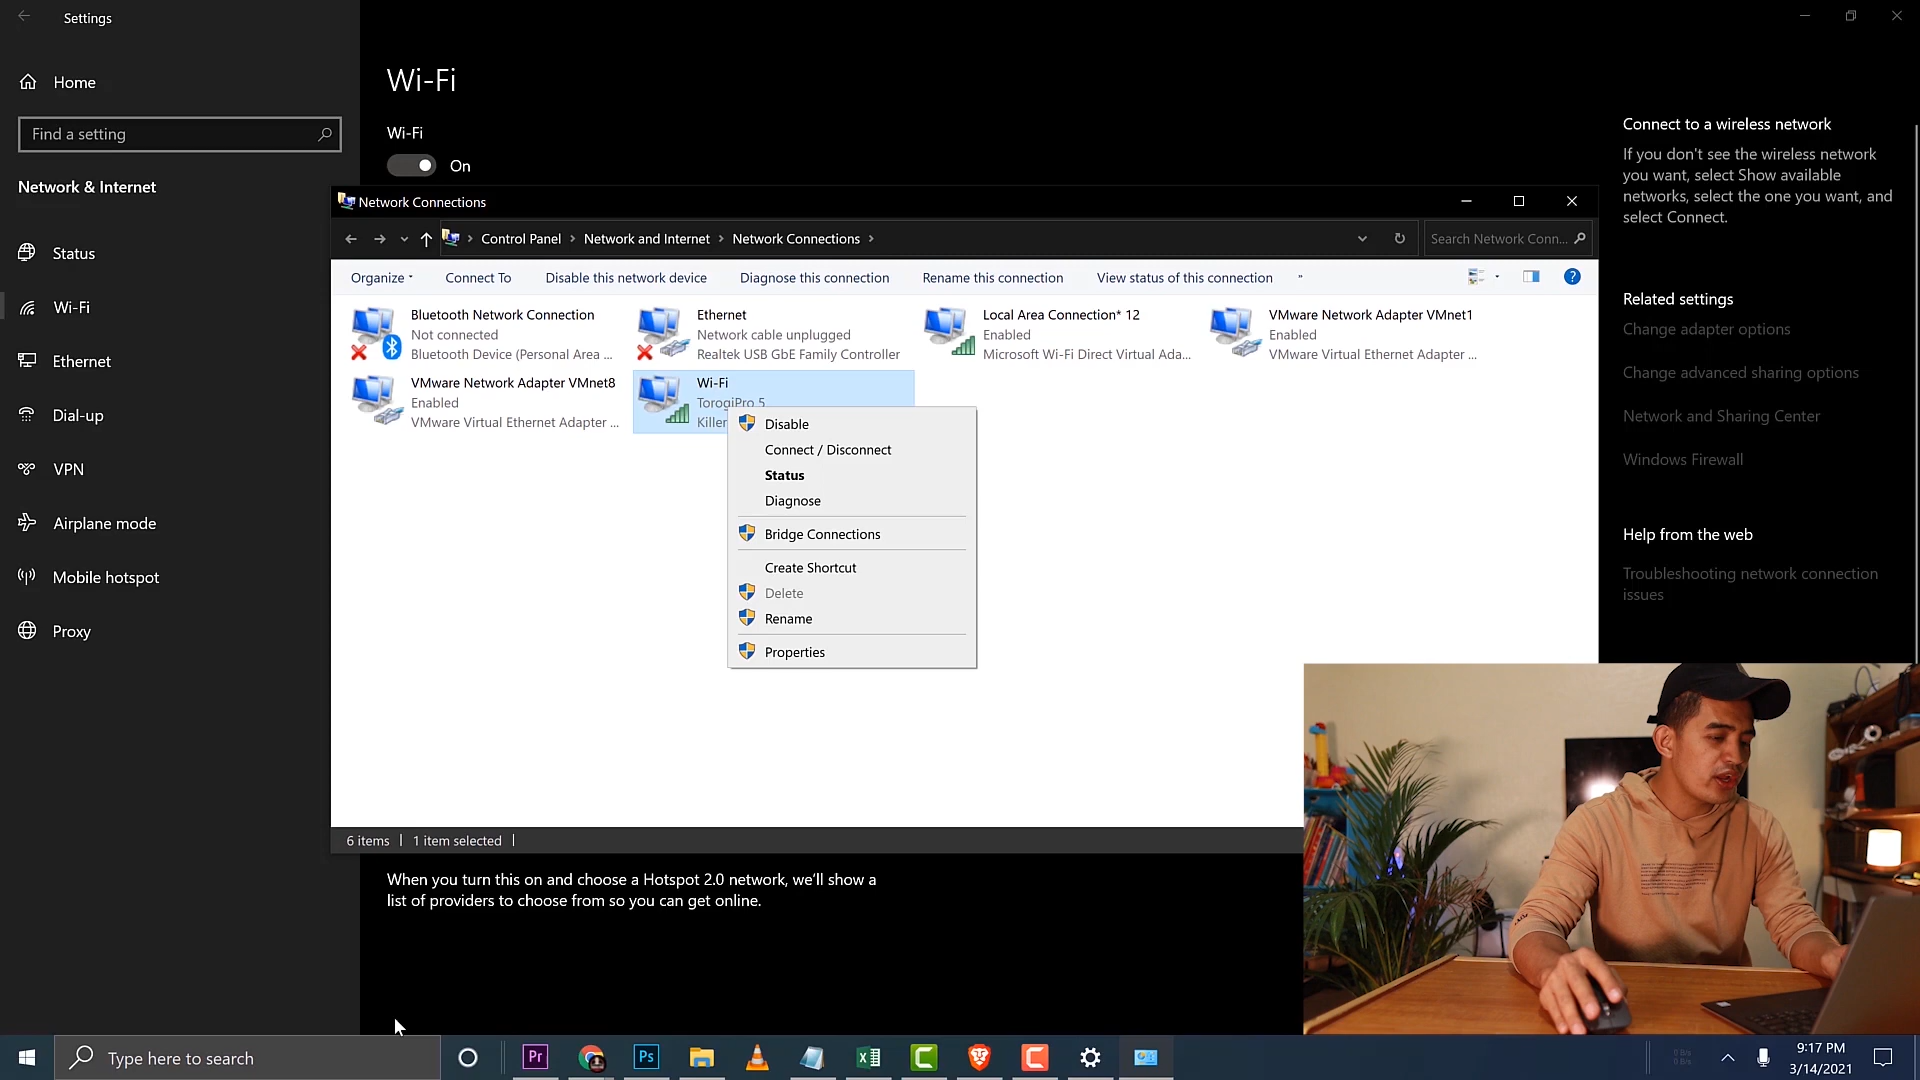 Settings
Home
Find a setting
Network & Internet
Status
Wi-Fi
Ethernet
Dial-up
VPN
Airplane mode
Mobile hotspot
Proxy
Wi-Fi
Wi-Fi
On
Network Connections
Control Panel
Network and Internet
Network Connections
Search Network Conn...
Organize
Connect To
Disable this network device
Diagnose this connection
Rename this connection
View status of this connection
»
Bluetooth Network Connection
Not connected
Bluetooth Device (Personal Area ...
Ethernet
Network cable unplugged
Realtek USB GbE Family Controller
Local Area Connection* 12
Enabled
Microsoft Wi-Fi Direct Virtual Ada...
VMware Network Adapter VMnet1
Enabled
VMware Virtual Ethernet Adapter ...
VMware Network Adapter VMnet8
Enabled
VMware Virtual Ethernet Adapter ...
Wi-Fi
TorogiPro 5
Killer
Disable
Connect / Disconnect
Status
Diagnose
Bridge Connections
Create Shortcut
Delete
Rename
Properties
6 items
1 item selected
When you turn this on and choose a Hotspot 2.0 network, we'll show a
list of providers to choose from so you can get online.
Connect to a wireless network
If you don't see the wireless network
you want, select Show available
networks, select the one you want, and
select Connect.
Related settings
Change adapter options
Change advanced sharing options
Network and Sharing Center
Windows Firewall
Help from the web
Troubleshooting network connection
issues
Type here to search
Pr
Ps
9:17 PM
3/14/2021